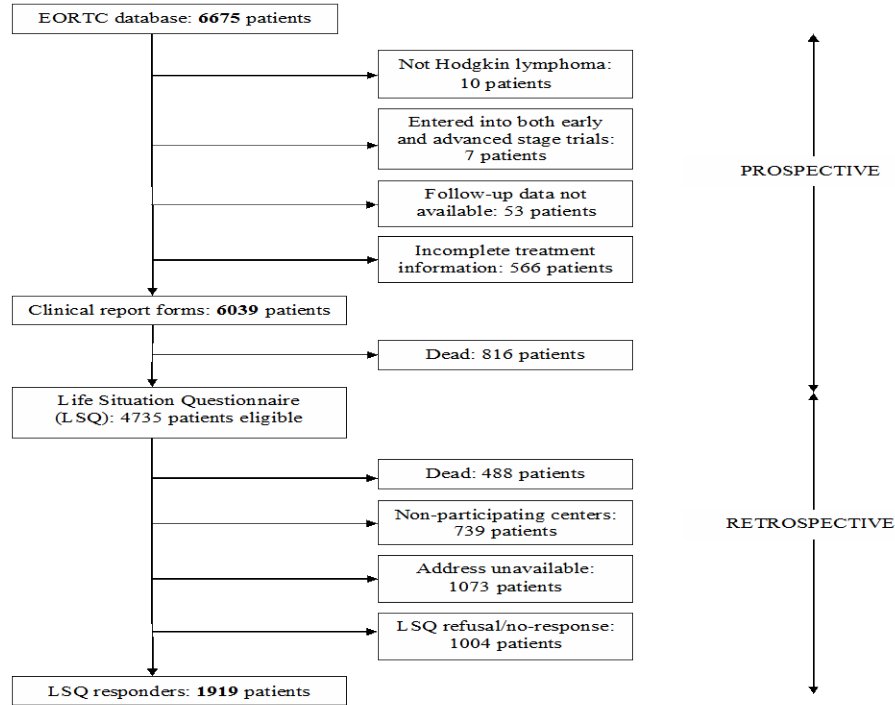 EORTC database: 6675 patients
Not Hodgkin lymphoma:
10 patients
Entered into both early
and advanced stage trials:
7 patients
PROSPECTIVE
Follow-up data not
available: 53 patients
Incomplete treatment
information: 566 patients
Clinical report forms: 6039 patients
Dead: 816 patients
Life Situation Questionnaire
(LSQ): 4735 patients eligible
Dead: 488 patients
Non-participating centers:
739 patients
RETROSPECTIVE
Address unavailable:
1073 patients
LSQ refusal/no-response:
1004 patients
LSQ responders: 1919 patients